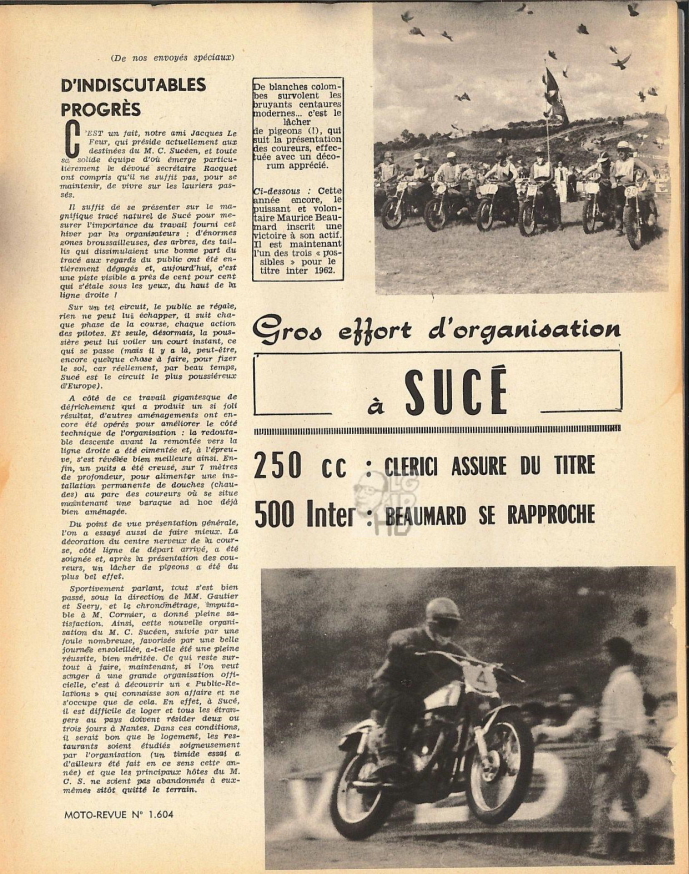 (De nos envoyés spéciaux)
D'INDISCUTABLES
PROGRÈS
C'EST un fait, notre ami Jacques Le
Feur, qui préside actuellement aux
destinées du M. C. Sucéen, et toute
sa solide équipe d'où émerge particu-
lièrement le dévoué secrétaire Racquet
ont compris qu'il ne suffit pas, pour se
maintenir, de vivre sur les lauriers pas-
sés.
Il suffit de se présenter sur le ma-
gnifique tracé naturel de Sucé pour me-
surer l'importance du travail fourni cet
hiver par les organisateurs : d'énormes
zones broussailleuses, des arbres, des tail-
lis qui dissimulaient une bonne part du
tracé aux regards du public ont été en-
tièrement dégagés et, aujourd'hui, c'est
une piste visible a près de cent pour cent
qui s'étale sous les yeux, du haut de la
ligne droite !
Sur un tel circuit, le public se régale,
rien ne peut lui échapper, il suit cha-
que phase de la course, chaque action
des pilotes. Et seule, désormais, la pous-
sière peut lui voiler un court instant, ce
qui se passe (mais il y a là, peut-être,
encore quelque chose à faire, pour fixer
le sol, car réellement, par beau temps,
Sucé est le circuit le plus poussiéreux
d'Europe).
A côté de ce travail gigantesque de
défrichement qui a produit un si joli
résultat, d'autres aménagements ont en-
core été opérés pour améliorer le côté
technique de l'organisation : la redouta-
ble descente avant la remontée vers la
ligne droite a été cimentée et, à l'épreu-
ve, s'est révélée bien meilleure ainsi. En-
fin, un puits a été creusé, sur 7 mètres
de profondeur, pour alimenter une ins-
tallation permanente de douches (chau-
des) au parc des coureurs où se situe
maintenant une baraque ad hoc déjà
bien aménagée.
Du point de vue présentation générale,
l'on a essayé aussi de faire mieux. La
décoration du centre nerveux de la cour-
se, côté ligne de départ arrivé, a été
soignée et, après la présentation des cou-
reurs, un lâcher de pigeons a été du
plus bel effet.
Sportivement parlant, tout s'est bien
passé, sous la direction de MM. Gautier
et Seery, et le chronométrage, imputa-
ble à M. Cormier, a donné pleine sa-
tisfaction. Ainsi, cette nouvelle organi-
sation du M. C. Sucéen, suivie par une
foule nombreuse, favorisée par une belle
journée ensoleillée, a-t-elle été une pleine
réussite, bien méritée. Ce qui reste sur-
tout à faire, maintenant, si l'on veut
songer à une grande organisation offi-
cielle, c'est à découvrir un « Public-Re-
lations » qui connaisse son affaire et ne
s'occupe que de cela. En effet, à Sucé,
il est difficile de loger et tous les étran-
gers au pays doivent résider deux ou
trois jours à Nantes. Dans ces conditions,
il serait bon que le logement, les res-
taurants soient étudiés soigneusement
par l'organisation (un timide essai a
d'ailleurs été fait en ce sens cette an-
née) et que les principaux hôtes du M.
C. S. ne soient pas abandonnés à eux-
mêmes sitôt quitté le terrain.
MOTO-REVUE N° 1.604
De blanches colom-
bes survolent les
bruyants centaures
modernes... c'est le
lâcher
de pigeons (!), qui
suit la présentation
des coureurs, effec-
tuée avec un déco-
rum apprécié.
Ci-dessous : Cette
année encore, le
puissant et volon-
taire Maurice Beau-
mard inscrit une
victoire à son actif.
Il est maintenant
l'un des trois « pos-
sibles » pour le
titre inter 1962.
Gros effort d'organisation
à SUCÉ
250 cc : CLERICI ASSURE DU TITRE
500 Inter : BEAUMARD SE RAPPROCHE
LG
HB
4